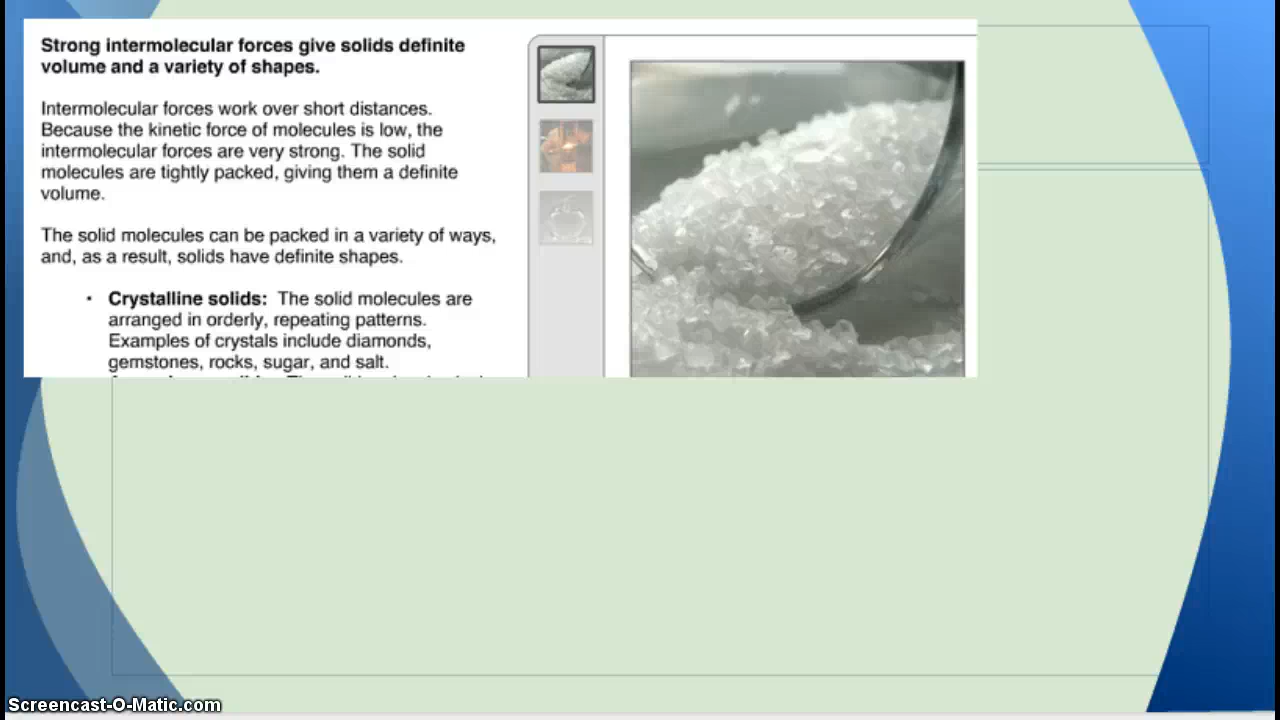 Strong intermolecular forces give solids definite
volume and a variety of shapes.
Intermolecular forces work over short distances.
Because the kinetic force of molecules is low, the
intermolecular forces are very strong. The solid
molecules are tightly packed, giving them a definite
volume.
The solid molecules can be packed in a variety of ways,
and, as a result, solids have definite shapes.
• Crystalline solids: The solid molecules are
arranged in orderly, repeating patterns.
Examples of crystals include diamonds,
gemstones, rocks, sugar, and salt.
Screencast-O-Matic.com